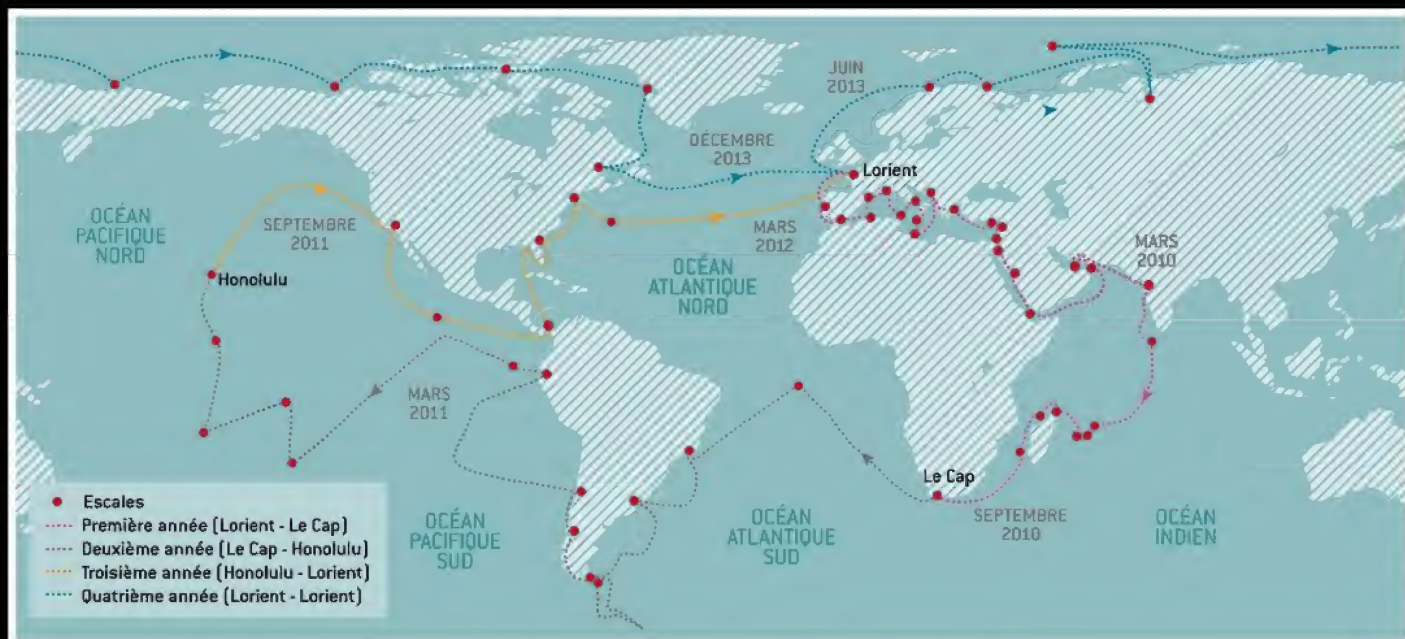 JUIN
2013
DÉCEMBRE
2013
Lorient
OCÉAN
PACIFIQUE
NORD
SEPTEMBRE
2011
MARS
2012
MARS
2010
Honolulu
OCÉAN
ATLANTIQUE
NORD
MARS
2011
Le Cap
SEPTEMBRE
2010
OCÉAN
PACIFIQUE
SUD
OCÉAN
ATLANTIQUE
SUD
OCÉAN
INDIEN
Escales
Première année (Lorient - Le Cap)
Deuxième année (Le Cap - Honolulu)
Troisième année (Honolulu - Lorient)
Quatrième année (Lorient - Lorient)